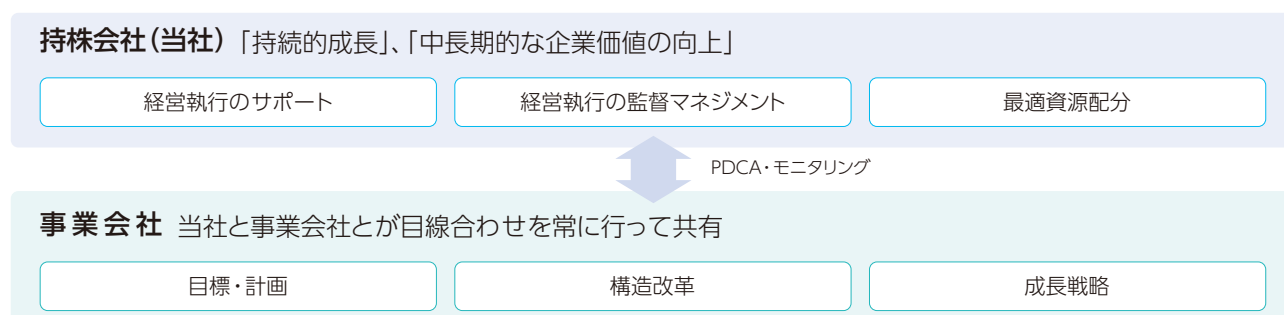 持株会社(当社) 「持続的成長」、「中長期的な企業価値の向上」
経営執行のサポート 経営執行の監督マネジメント 最適資源配分
PDCA・モニタリング
事業会社 当社と事業会社とが目線合わせを常に行って共有
目標・計画 構造改革 成長戦略